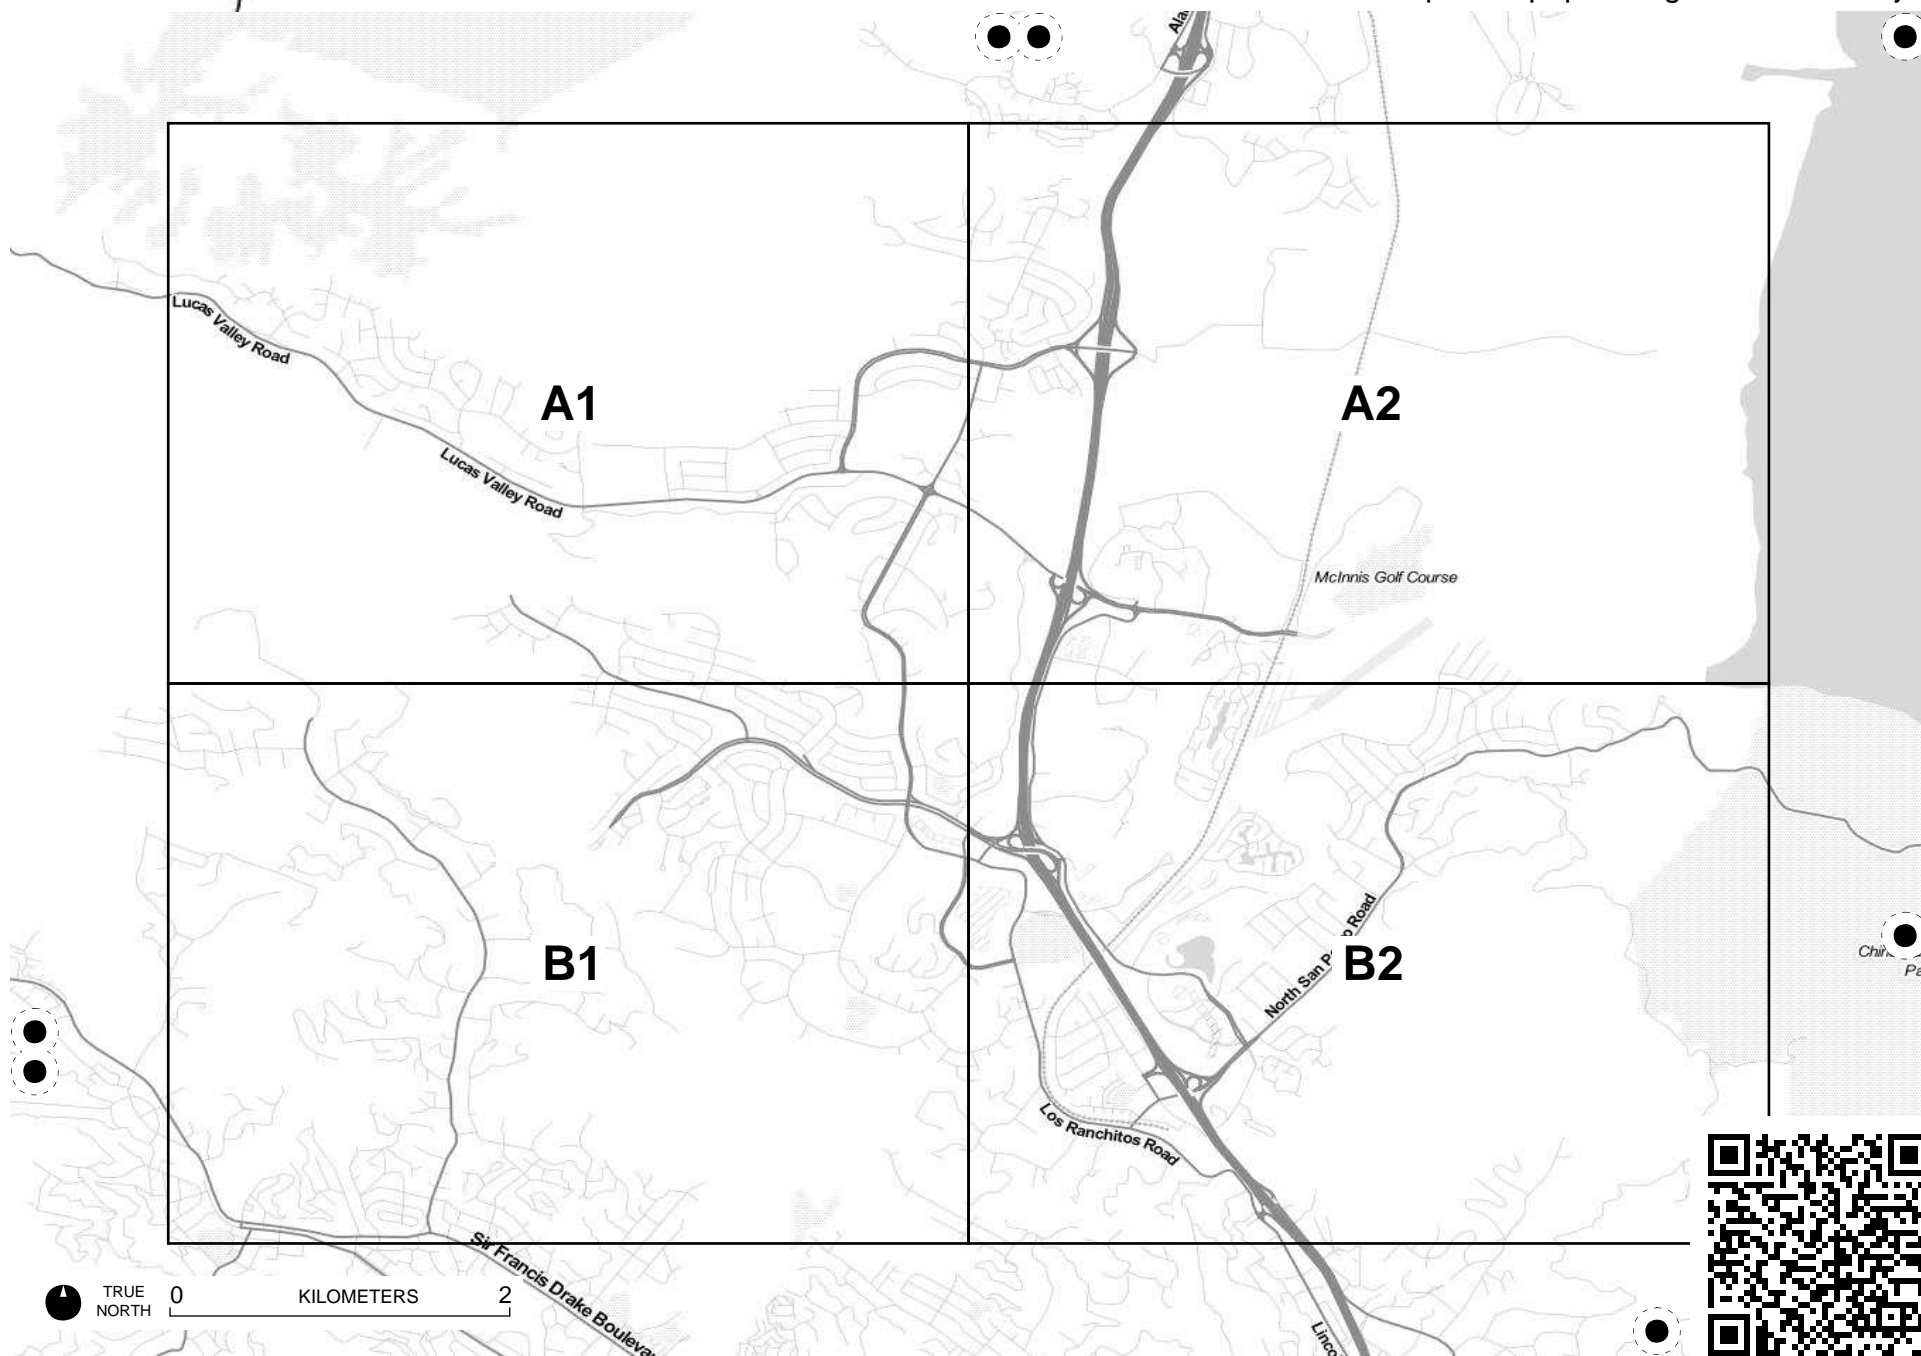 Lucas Valley Road
A1
A2
Lucas Valley Road
McInnis Golf Course
North San P
o Road
B1
B2
Los Ranchitos Road
Sir Francis Drake
TRUE
NORTH
0 KILOMETERS 2